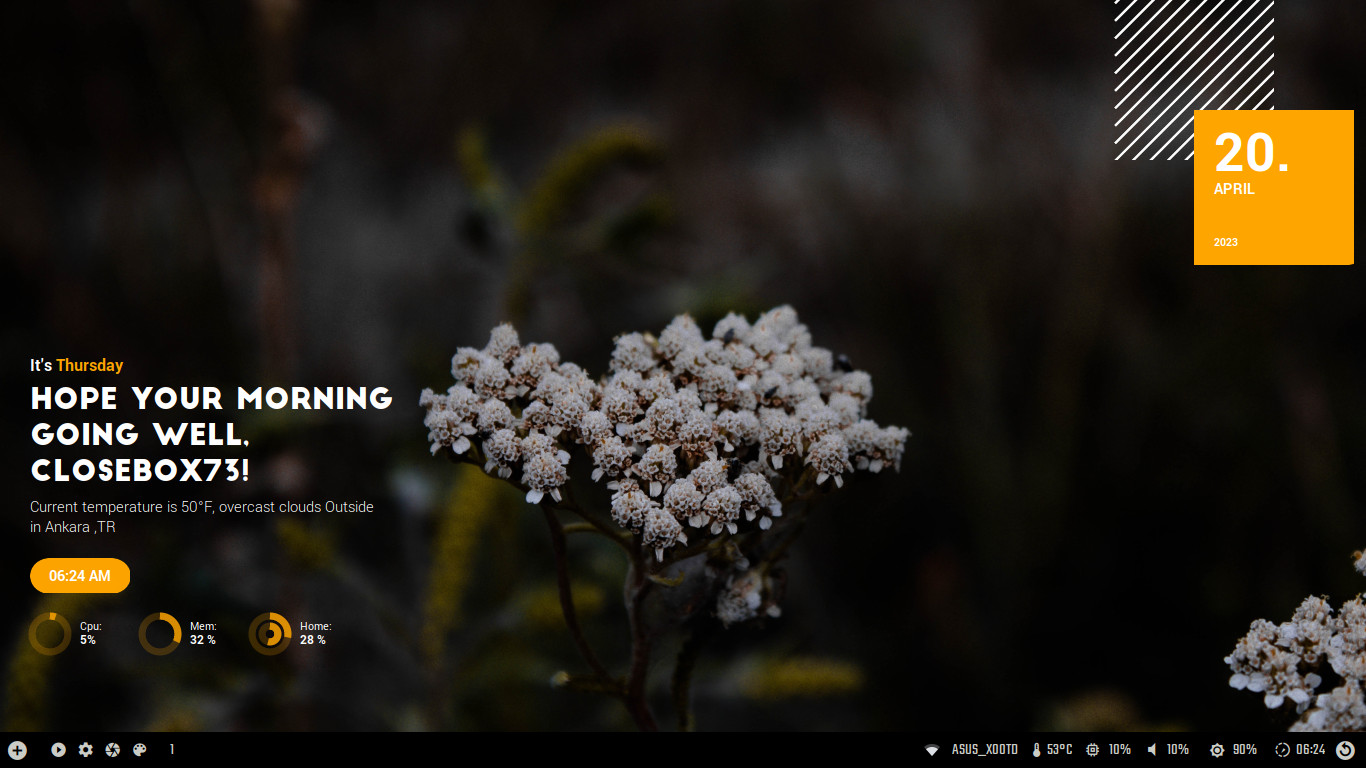 20.
APRIL
2023
It's Thursday
HOPE YOUR MORNING
GOING WELL,
CLOSEBOX73!
Current temperature is 50°F, overcast clouds Outside
in Ankara ,TR
06:24 AM
Cpu:
5%
Mem:
32 %
Home:
28 %
1
ASUS_X00TD 53°C 10% 10% 90% 06:24